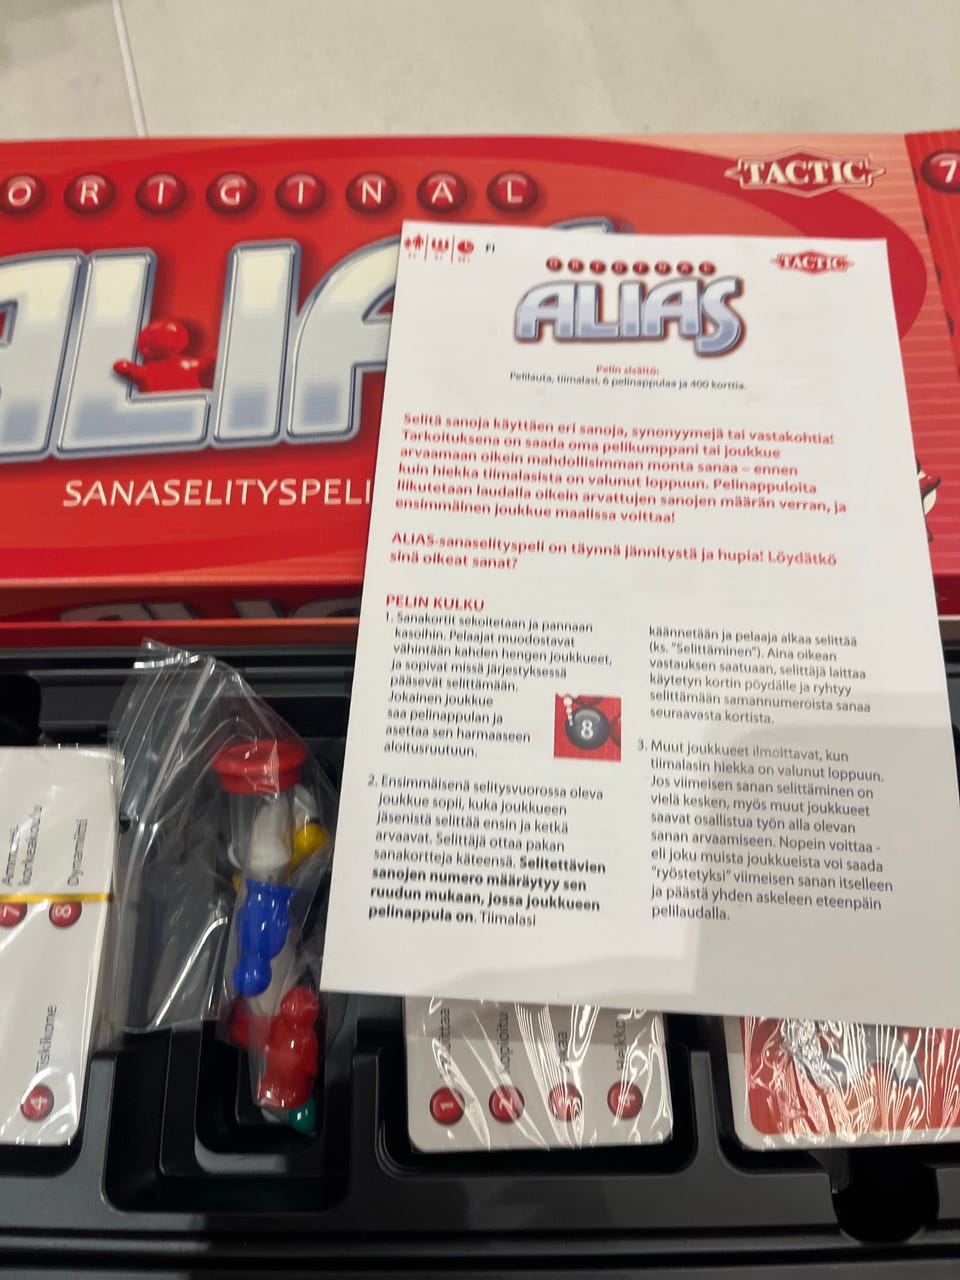 ORIGINAL
TACTIC
7
ALIAS
SANASELITYSPELI
FI
ORIGINAL
TACTIC
ALIAS
Pelin sisältö:
Pelilauta, tiimalasi, 6 pelinappulaa ja 400 korttia.
Selitä sanoja käyttäen eri sanoja, synonyymejä tai vastakohtia!
Tarkoituksena on saada oma pelikumppani tai joukkue
arvaamaan oikein mahdollisimman monta sanaa – ennen
kuin hiekka tiimalasista on valunut loppuun. Pelinappuloita
liikutetaan laudalla oikein arvattujen sanojen määrän verran, ja
ensimmäinen joukkue maalissa voittaa!
ALIAS-sanaselityspeli on täynnä jännitystä ja hupia! Löydätkö
sinä oikeat sanat?
PELIN KULKU
1. Sanakortit sekoitetaan ja pannaan
kasoihin. Pelaajat muodostavat
vähintään kahden hengen joukkueet,
ja sopivat missä järjestyksessä
pääsevät selittämään.
Jokainen joukkue
saa pelinappulan ja
asettaa sen harmaaseen
aloitusruutuun.
8
2. Ensimmäisenä selitysvuorossa oleva
joukkue sopii, kuka joukkueen
jäsenistä selittää ensin ja ketkä
arvaavat. Selittäjä ottaa pakan
sanakortteja käteensä. Selitettävien
sanojen numero määräytyy sen
ruudun mukaan, jossa joukkueen
pelinappula on. Tiimalasi
käännetään ja pelaaja alkaa selittää
(ks. "Selittäminen"). Aina oikean
vastauksen saatuaan, selittäjä laittaa
käytetyn kortin pöydälle ja ryhtyy
selittämään samannumeroista sanaa
seuraavasta kortista.
3. Muut joukkueet ilmoittavat, kun
tiimalasin hiekka on valunut loppuun.
Jos viimeisen sanan selittäminen on
vielä kesken, myös muut joukkueet
saavat osallistua työn alla olevan
sanan arvaamiseen. Nopein voittaa -
eli joku muista joukkueista voi saada
"ryöstetyksi" viimeisen sanan itselleen
ja päästä yhden askeleen eteenpäin
pelilaudalla.
7
korkeakoulu
8 Dynamiitti
4 Tiskikone
1
2
3
4